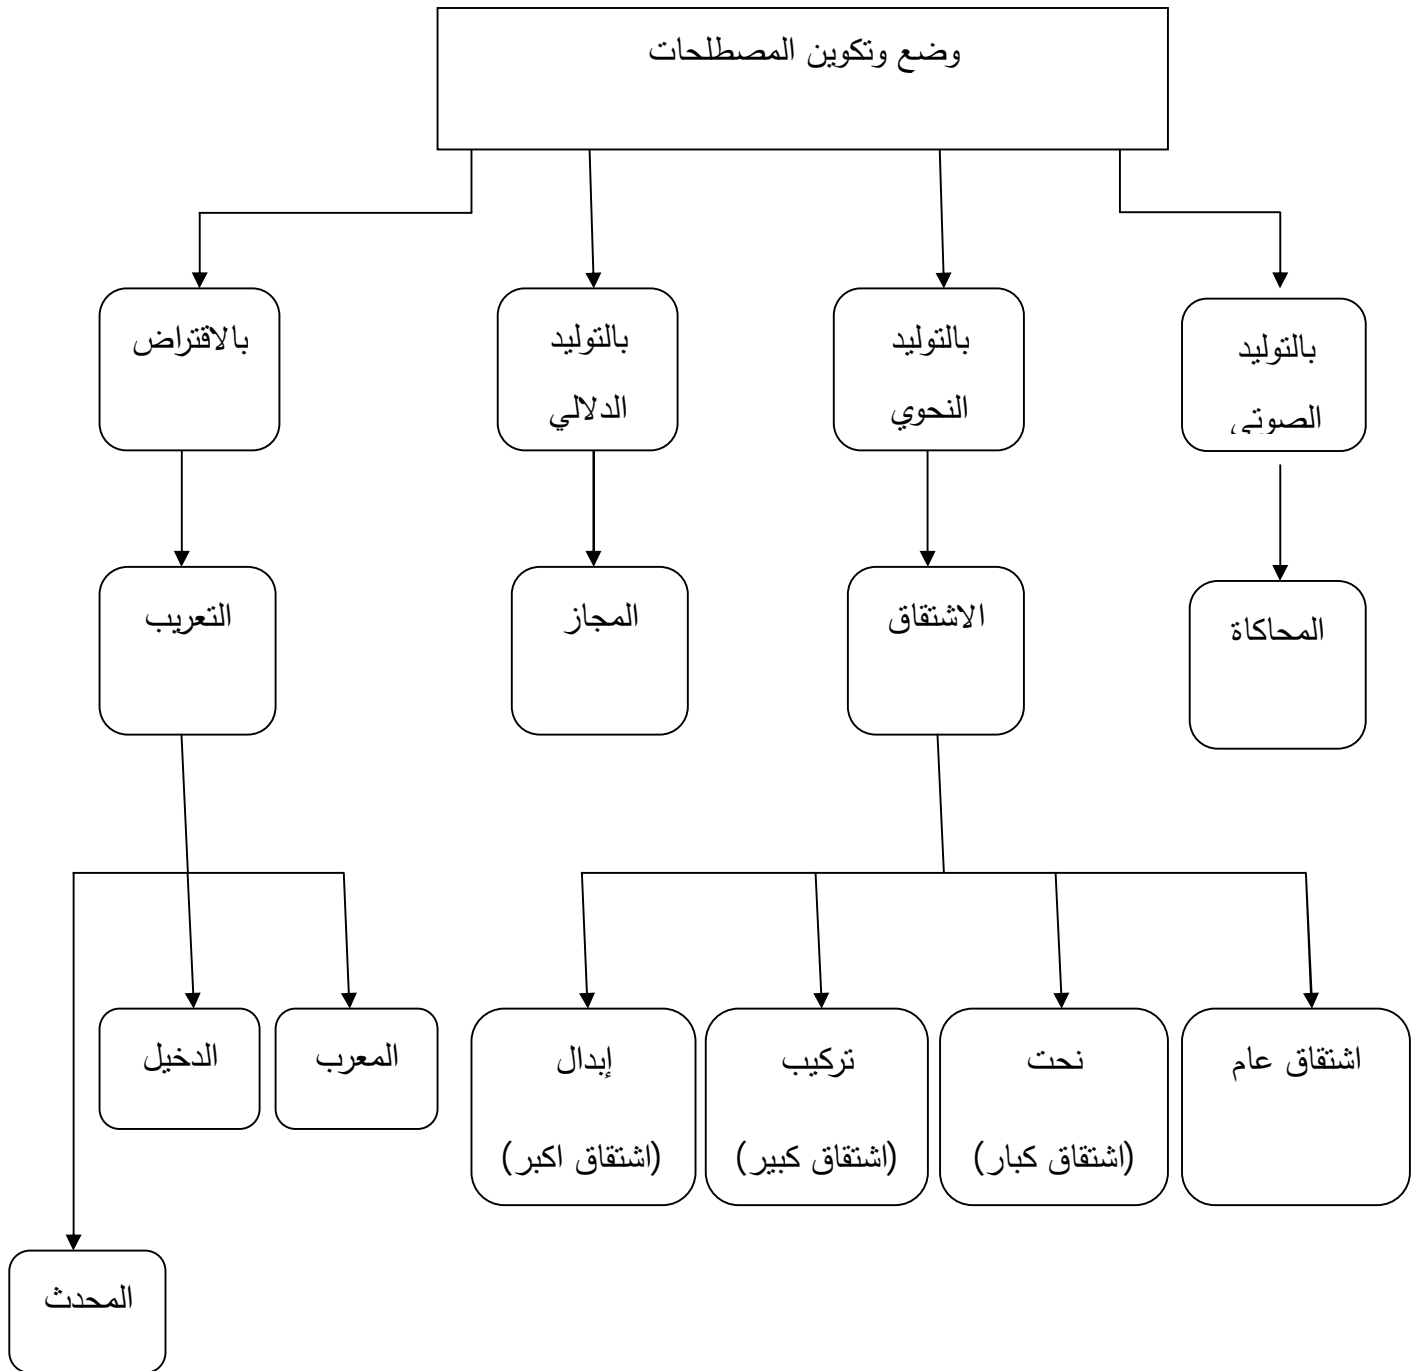 وضع وتكوين المصطلحات
بالتوليد
الصوتي
بالتوليد
النحوي
بالتوليد
الدلالي
بالاقتراض
المحاكاة
الاشتقاق
المجاز
التعريب
اشتقاق عام
نحت
(اشتقاق كبار)
تركيب
(اشتقاق كبير)
إبدال
(اشتقاق اكبر)
المعرب
الدخيل
المحدث